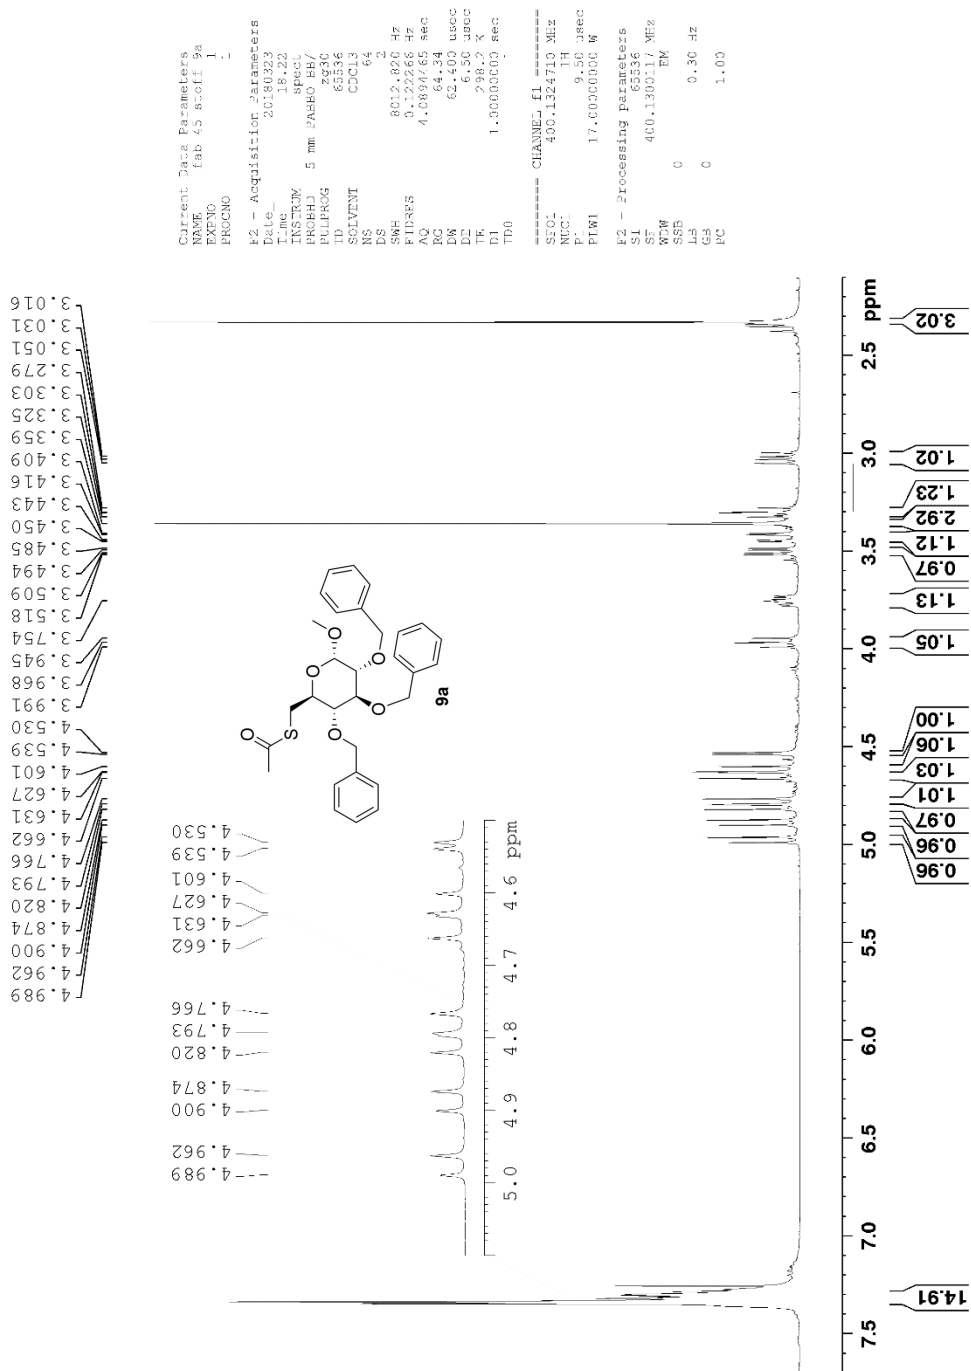 Current Data Parameters
NAME fab 45 stoff 9a
EXPNO 1
PROCNO 1
F2 - Acquisition Parameters
Date_ 20180323
Time 18.22
INSTRUM spect
PROBHD 5 mm PABBO BB/
PULPROG zg30
TD 65536
SOLVENT CDCl3
NS 64
DS 2
SWH 8012.820 Hz
FIDRES 0.122266 Hz
AQ 4.0894465 sec
RG 64.34
DW 62.400 usec
DE 6.50 usec
TE 298.2 K
D1 1.00000000 sec
TD0 1
======== CHANNEL f1 ========
SFO1 400.1324710 MHz
NUC1 1H
P1 9.50 usec
PLW1 17.00000000 W
F2 - Processing parameters
SI 65536
SF 400.1300117 MHz
WDW EM
SSB 0
LB 0.30 Hz
GB 0
PC 1.00
3.016
3.031
3.051
3.279
3.303
3.325
3.359
3.409
3.416
3.443
3.450
3.485
3.494
3.509
3.518
3.754
3.945
3.968
3.991
4.530
4.539
4.601
4.627
4.631
4.662
4.766
4.793
4.820
4.874
4.900
4.962
4.989
O
S
O
O
O
O
O
9a
4.530
4.539
4.601
4.627
4.631
4.662
4.766
4.793
4.820
4.874
4.900
4.962
4.989
ppm
4.6
4.7
4.8
4.9
5.0
ppm
2.5
3.0
3.5
4.0
4.5
5.0
5.5
6.0
6.5
7.0
7.5
3.02
1.02
1.23
2.92
1.12
0.97
1.13
1.05
1.00
1.06
1.03
1.01
0.97
0.96
0.96
14.91